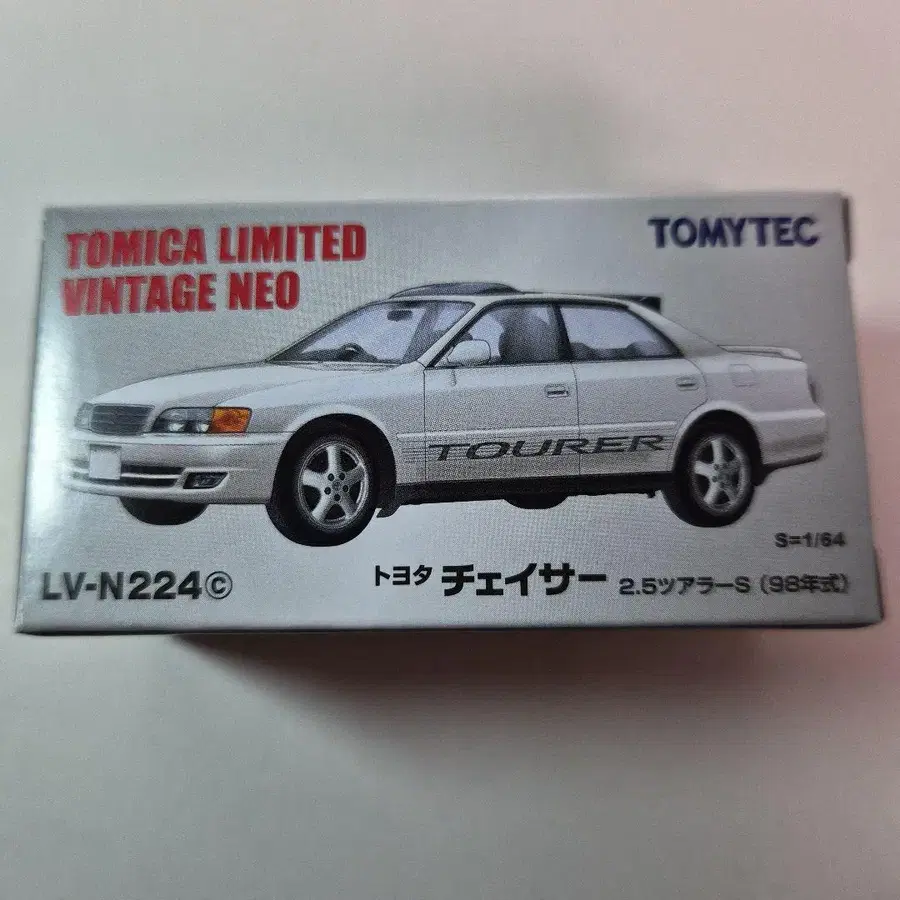 TOMICA LIMITED
VINTAGE NEO
TOMYTEC
TOURER
S=1/64
LV-N224©
トヨタ チェイサー 2.5ツアラーS (98年式)